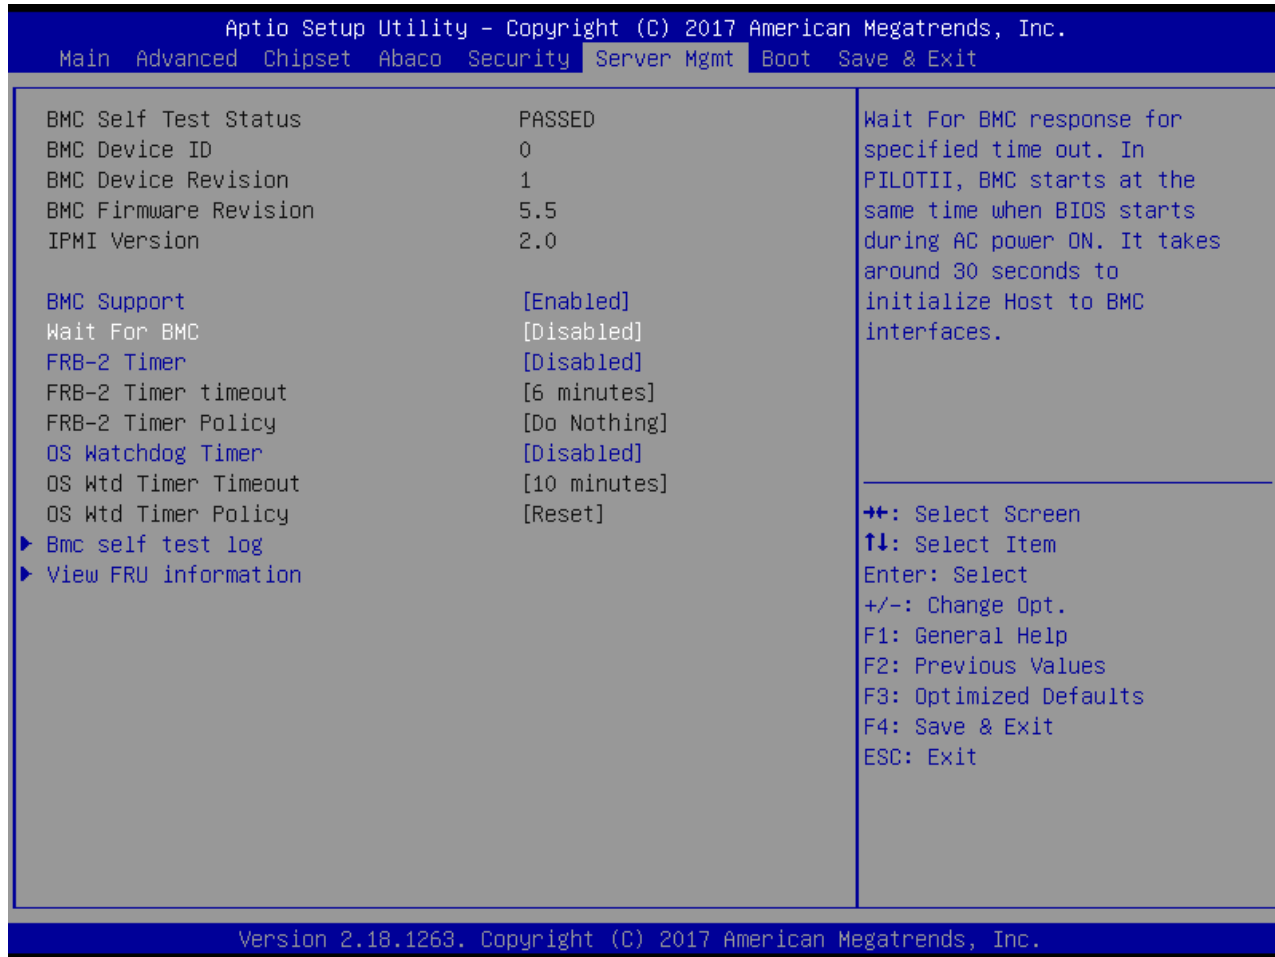 Aptio Setup Utility – Copyright (C) 2017 American Megatrends, Inc.
Main Advanced Chipset Abaco Security Server Mgmt Boot Save & Exit
BMC Self Test Status PASSED
BMC Device ID 0
BMC Device Revision 1
BMC Firmware Revision 5.5
IPMI Version 2.0
BMC Support [Enabled]
Wait For BMC [Disabled]
FRB-2 Timer [Disabled]
FRB-2 Timer timeout [6 minutes]
FRB-2 Timer Policy [Do Nothing]
OS Watchdog Timer [Disabled]
OS Wtd Timer Timeout [10 minutes]
OS Wtd Timer Policy [Reset]
Bmc self test log
View FRU information
Wait For BMC response for
specified time out. In
PILOTII, BMC starts at the
same time when BIOS starts
during AC power ON. It takes
around 30 seconds to
initialize Host to BMC
interfaces.
→←: Select Screen
↑↓: Select Item
Enter: Select
+/-: Change Opt.
F1: General Help
F2: Previous Values
F3: Optimized Defaults
F4: Save & Exit
ESC: Exit
Version 2.18.1263. Copyright (C) 2017 American Megatrends, Inc.